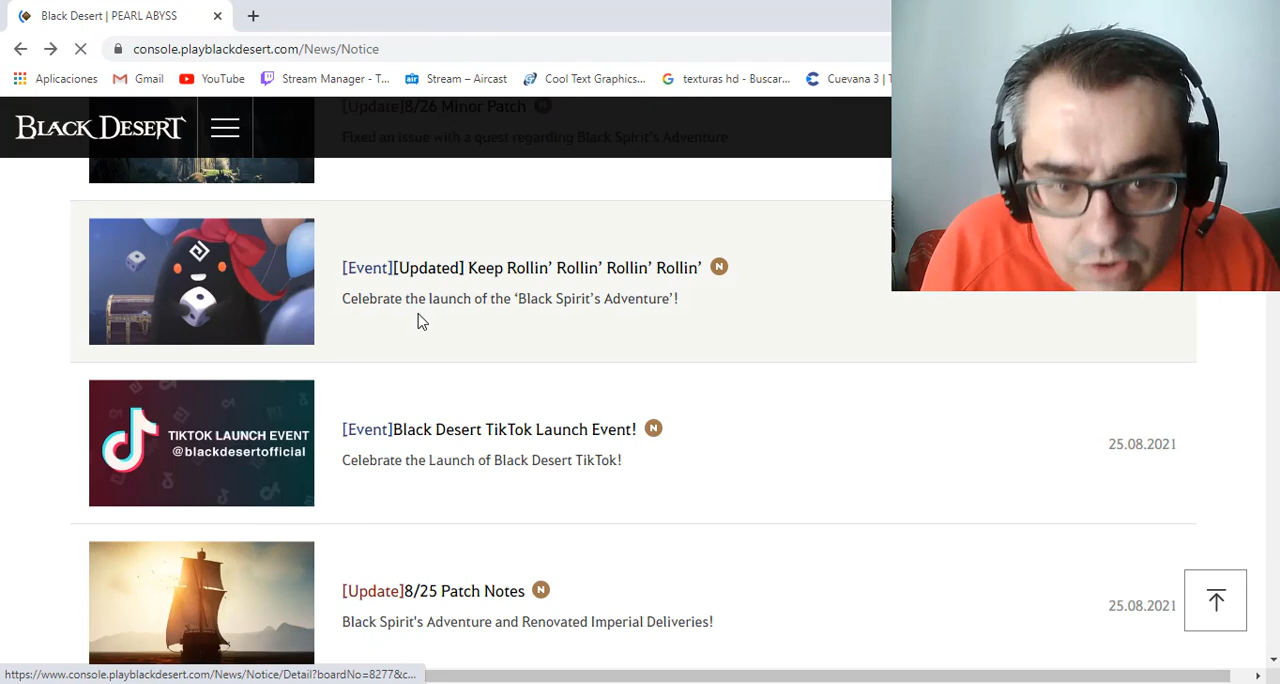 Black Desert | PEARL ABYSS
console.playblackdesert.com/News/Notice
Aplicaciones
Gmail
YouTube
Stream Manager - T...
Stream – Aircast
Cool Text Graphics...
texturas hd - Buscar...
Cuevana 3 | T
BLACK DESERT
[Update]8/26 Minor Patch N
Fixed an issue with a quest regarding Black Spirit's Adventure
[Event][Updated] Keep Rollin’ Rollin’ Rollin’ Rollin’ N
Celebrate the launch of the ‘Black Spirit’s Adventure’!
TIKTOK LAUNCH EVENT
@blackdesertofficial
[Event]Black Desert TikTok Launch Event! N
Celebrate the Launch of Black Desert TikTok!
25.08.2021
[Update]8/25 Patch Notes N
Black Spirit's Adventure and Renovated Imperial Deliveries!
25.08.2021
https://www.console.playblackdesert.com/News/Notice/Detail?boardNo=8277&c...